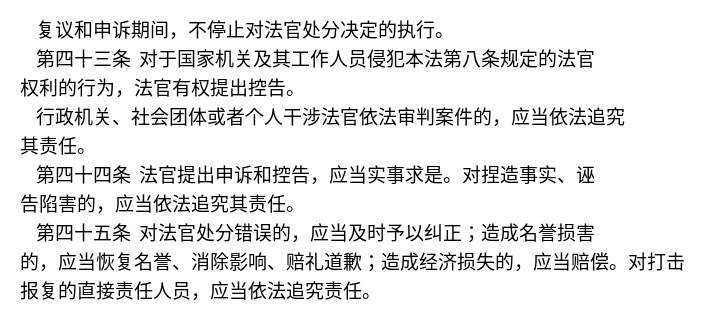 复议和申诉期间，不停止对法官处分决定的执行。
第四十三条 对于国家机关及其工作人员侵犯本法第八条规定的法官
权利的行为，法官有权提出控告。
行政机关、社会团体或者个人干涉法官依法审判案件的，应当依法追究
其责任。
第四十四条 法官提出申诉和控告，应当实事求是。对捏造事实、诬
告陷害的，应当依法追究其责任。
第四十五条 对法官处分错误的，应当及时予以纠正；造成名誉损害
的，应当恢复名誉、消除影响、赔礼道歉；造成经济损失的，应当赔偿。对打击
报复的直接责任人员，应当依法追究责任。